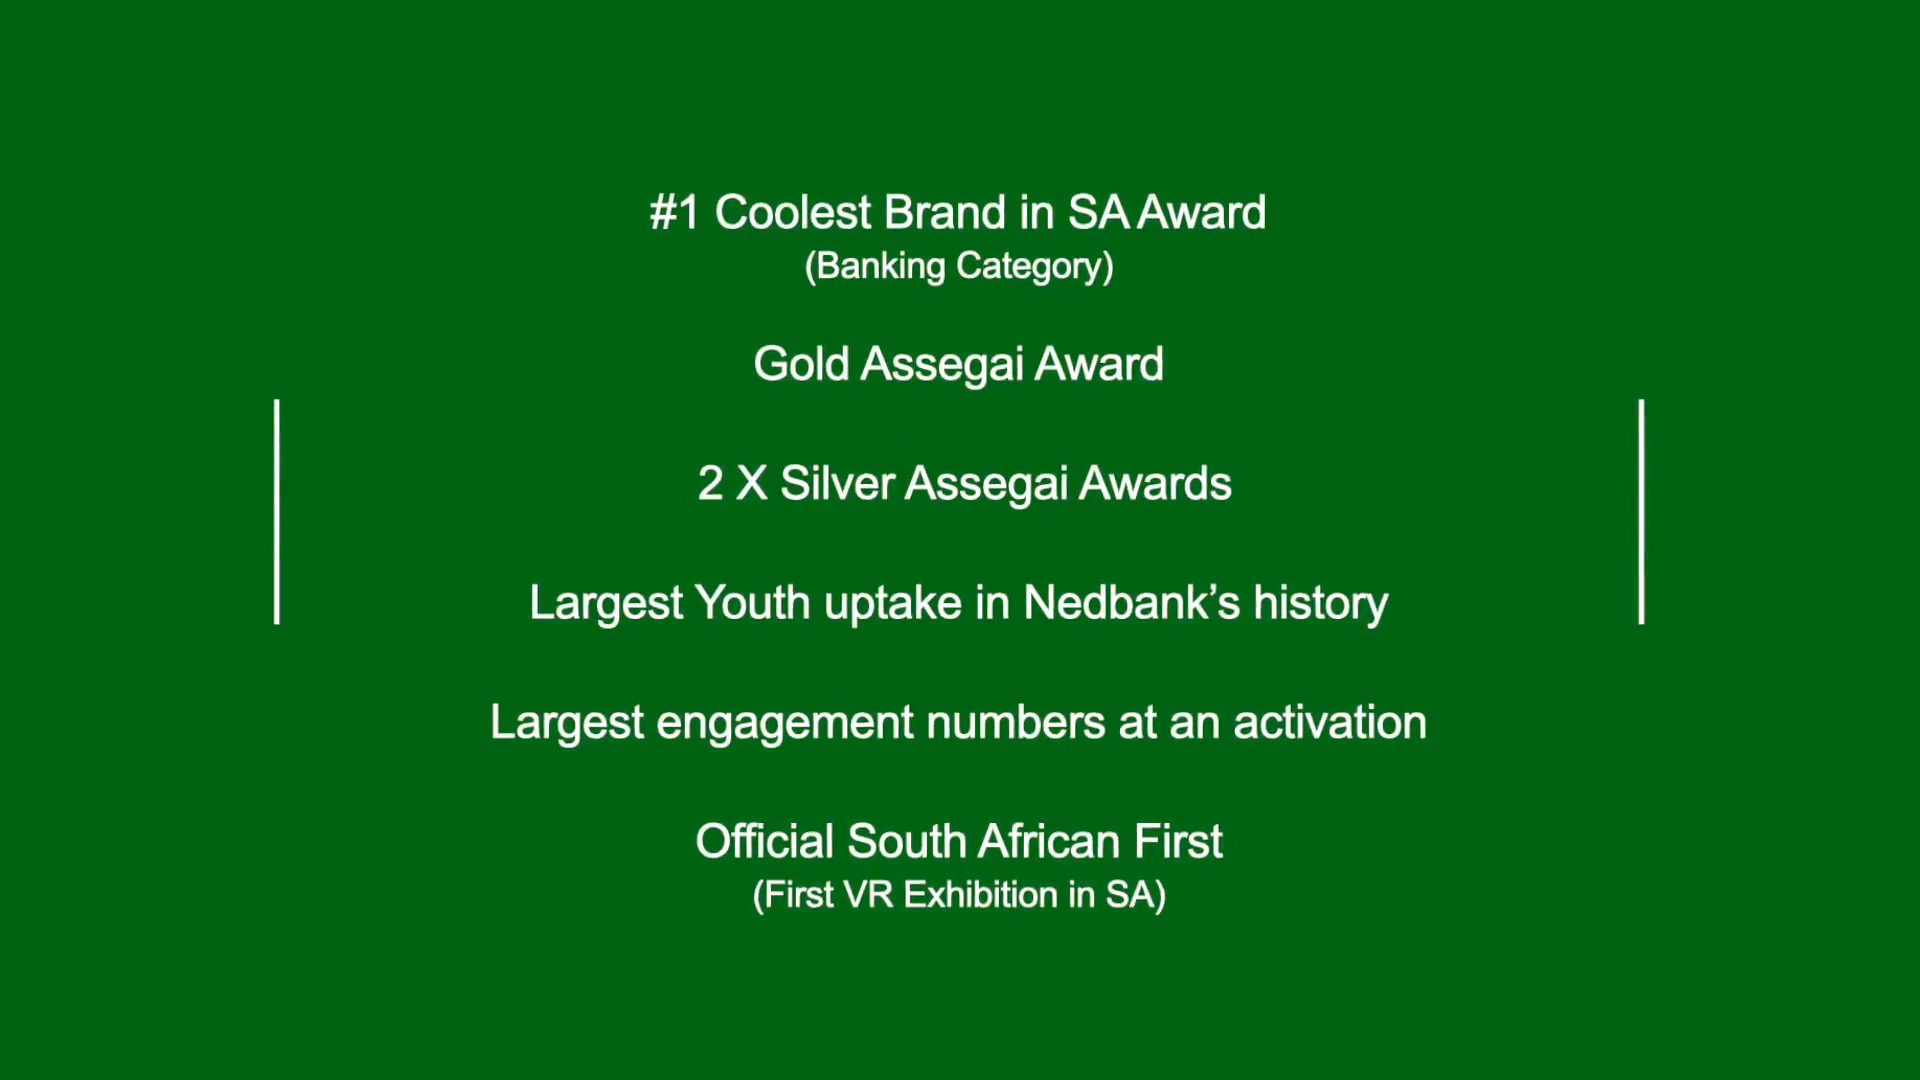 #1 Coolest Brand in SA Award
(Banking Category)
Gold Assegai Award
2 X Silver Assegai Awards
Largest Youth uptake in Nedbank’s history
Largest engagement numbers at an activation
Official South African First
(First VR Exhibition in SA)